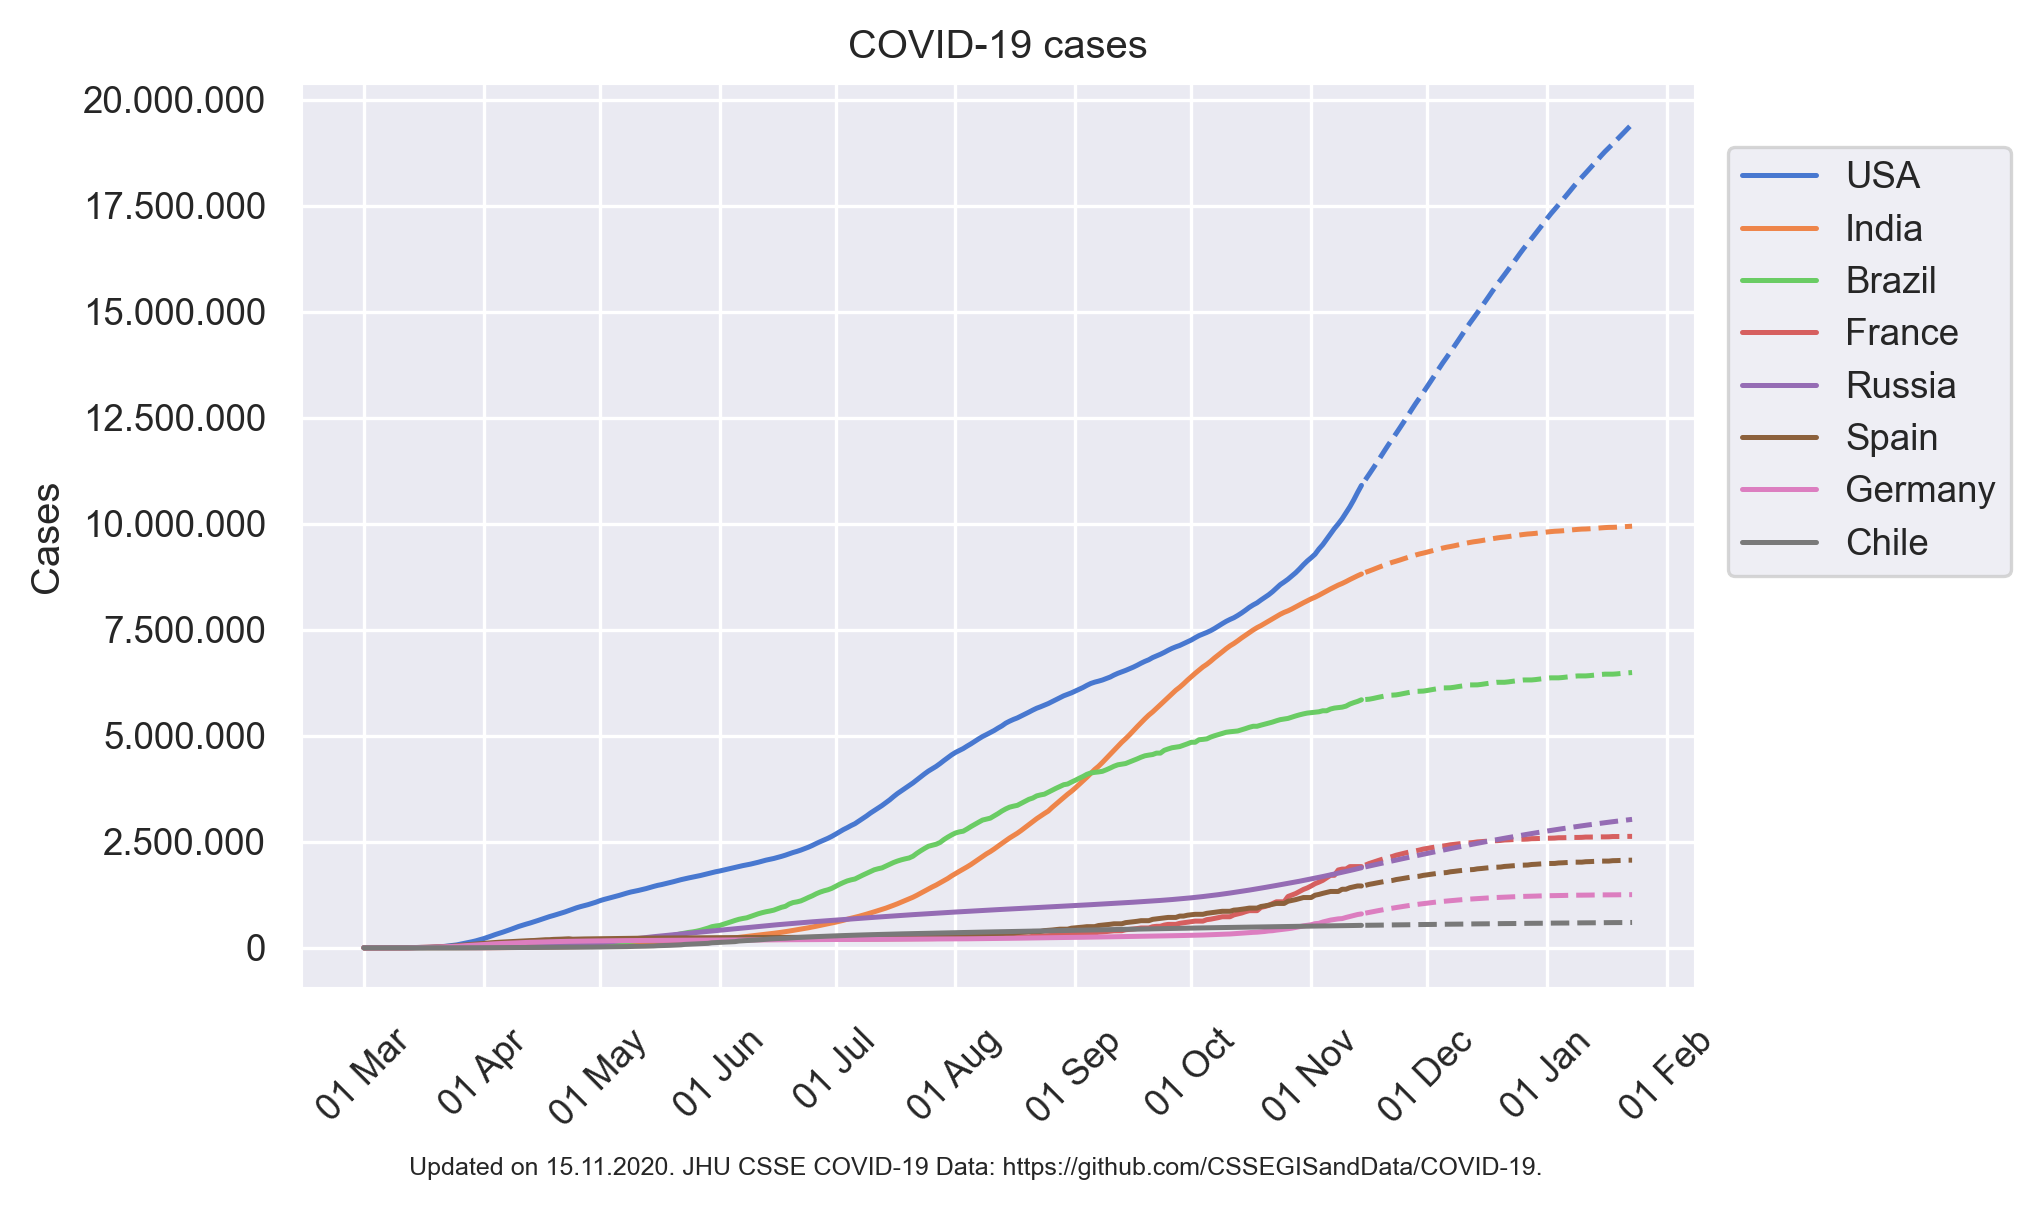 COVID-19 cases
20.000.000
17.500.000
15.000.000
12.500.000
10.000.000
7.500.000
5.000.000
2.500.000
0
Cases
01 Mar
01 Apr
01 May
01 Jun
01 Jul
01 Aug
01 Sep
01 Oct
01 Nov
01 Dec
01 Jan
01 Feb
USA
India
Brazil
France
Russia
Spain
Germany
Chile
Updated on 15.11.2020. JHU CSSE COVID-19 Data: https://github.com/CSSEGISandData/COVID-19.